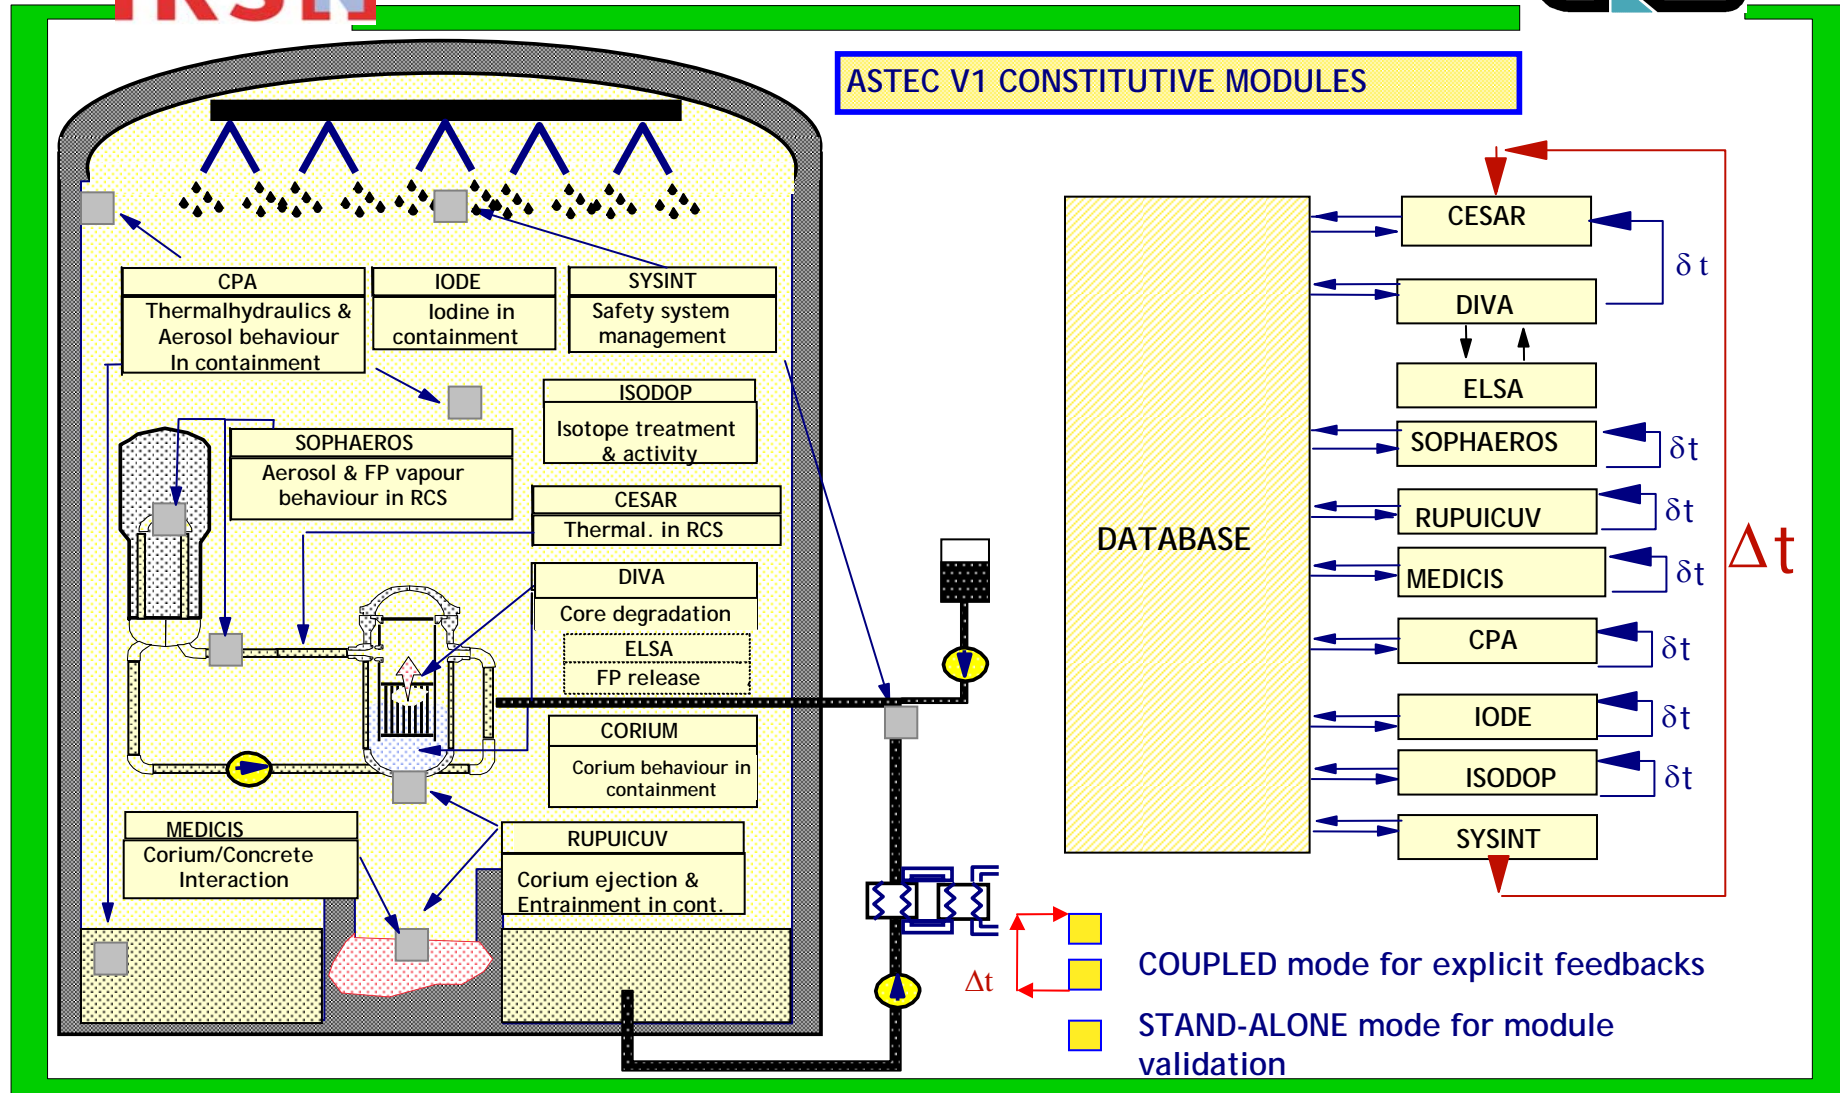 IRSN
ASTEC V1 CONSTITUTIVE MODULES
CPA
Thermalhydraulics &
Aerosol behaviour
In containment
IODE
Iodine in
containment
SYSINT
Safety system
management
ISODOP
Isotope treatment
& activity
SOPHAEROS
Aerosol & FP vapour
behaviour in RCS
CESAR
Thermal. in RCS
DIVA
Core degradation
ELSA
FP release
CORIUM
Corium behaviour in
containment
MEDICIS
Corium/Concrete
Interaction
RUPUICUV
Corium ejection &
Entrainment in cont.
DATABASE
CESAR
δ t
DIVA
ELSA
SOPHAEROS
δt
RUPUICUV
δt
MEDICIS
δt
CPA
δt
IODE
δt
ISODOP
δt
SYSINT
Δt
Δt
COUPLED mode for explicit feedbacks
STAND-ALONE mode for module
validation